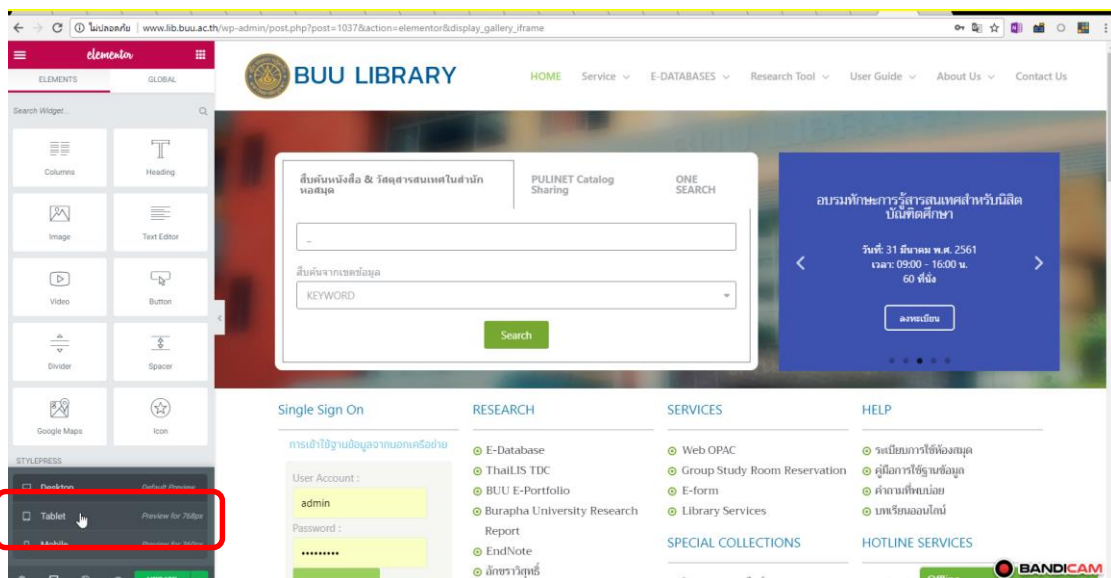 ไม่ปลอดภัย www.lib.buu.ac.th/wp-admin/post.php?post=1037&action=elementor&display_gallery_iframe
elementor
ELEMENTS GLOBAL
Search Widget...
Columns Heading
Image Text Editor
Video Button
Divider Spacer
Google Maps Icon
STYLEPRESS
Desktop Default Preview
Tablet Preview for 768px
Mobile Preview for 360px
BUU LIBRARY
HOME Service E-DATABASES Research Tool User Guide About Us Contact Us
สืบค้นหนังสือ & วัสดุสารสนเทศในสำนัก
หอสมุด
PULINET Catalog
Sharing
ONE
SEARCH
สืบค้นจากเขตข้อมูล
KEYWORD
Search
อบรมทักษะการรู้สารสนเทศสำหรับนิสิต
บัณฑิตศึกษา
วันที่: 31 มีนาคม พ.ศ. 2561
เวลา: 09:00 - 16:00 น.
60 ที่นั่ง
ลงทะเบียน
Single Sign On
การเข้าใช้ฐานข้อมูลจากนอกเครือข่าย
User Account :
admin
Password :
•••••••••
RESEARCH
E-Database
ThaiLIS TDC
BUU E-Portfolio
Burapha University Research
Report
EndNote
อักขราวิสุทธิ์
SERVICES
Web OPAC
Group Study Room Reservation
E-form
Library Services
SPECIAL COLLECTIONS
HELP
ระเบียบการใช้ห้องสมุด
คู่มือการใช้ฐานข้อมูล
คำถามที่พบบ่อย
บทเรียนออนไลน์
HOTLINE SERVICES
BANDICAM